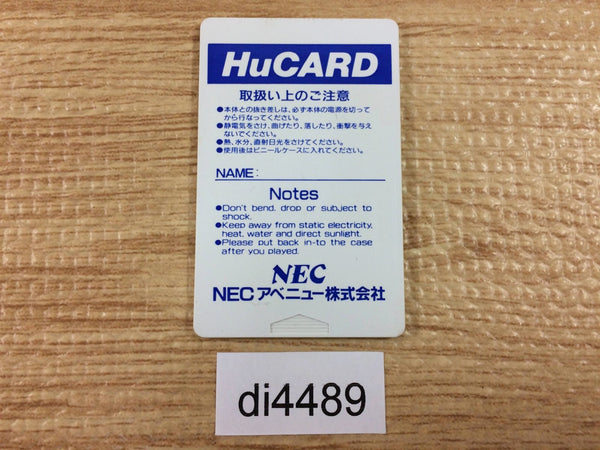 HuCARD
取扱い上のご注意
●本体との抜き差しは、必ず本体の電源を切って
から行なってください。
●静電気をさけ、曲げたり、落したり、衝撃を与え
ないでください。
●熱、水分、直射日光をさけてください。
●使用後はビニールケースに入れてください。
NAME:
Notes
●Don't bend, drop or subject to
shock.
●Keep away from static electricity,
heat, water and direct sunlight.
●Please put back in-to the case
after you played.
NEC
NECアベニュー株式会社
di4489